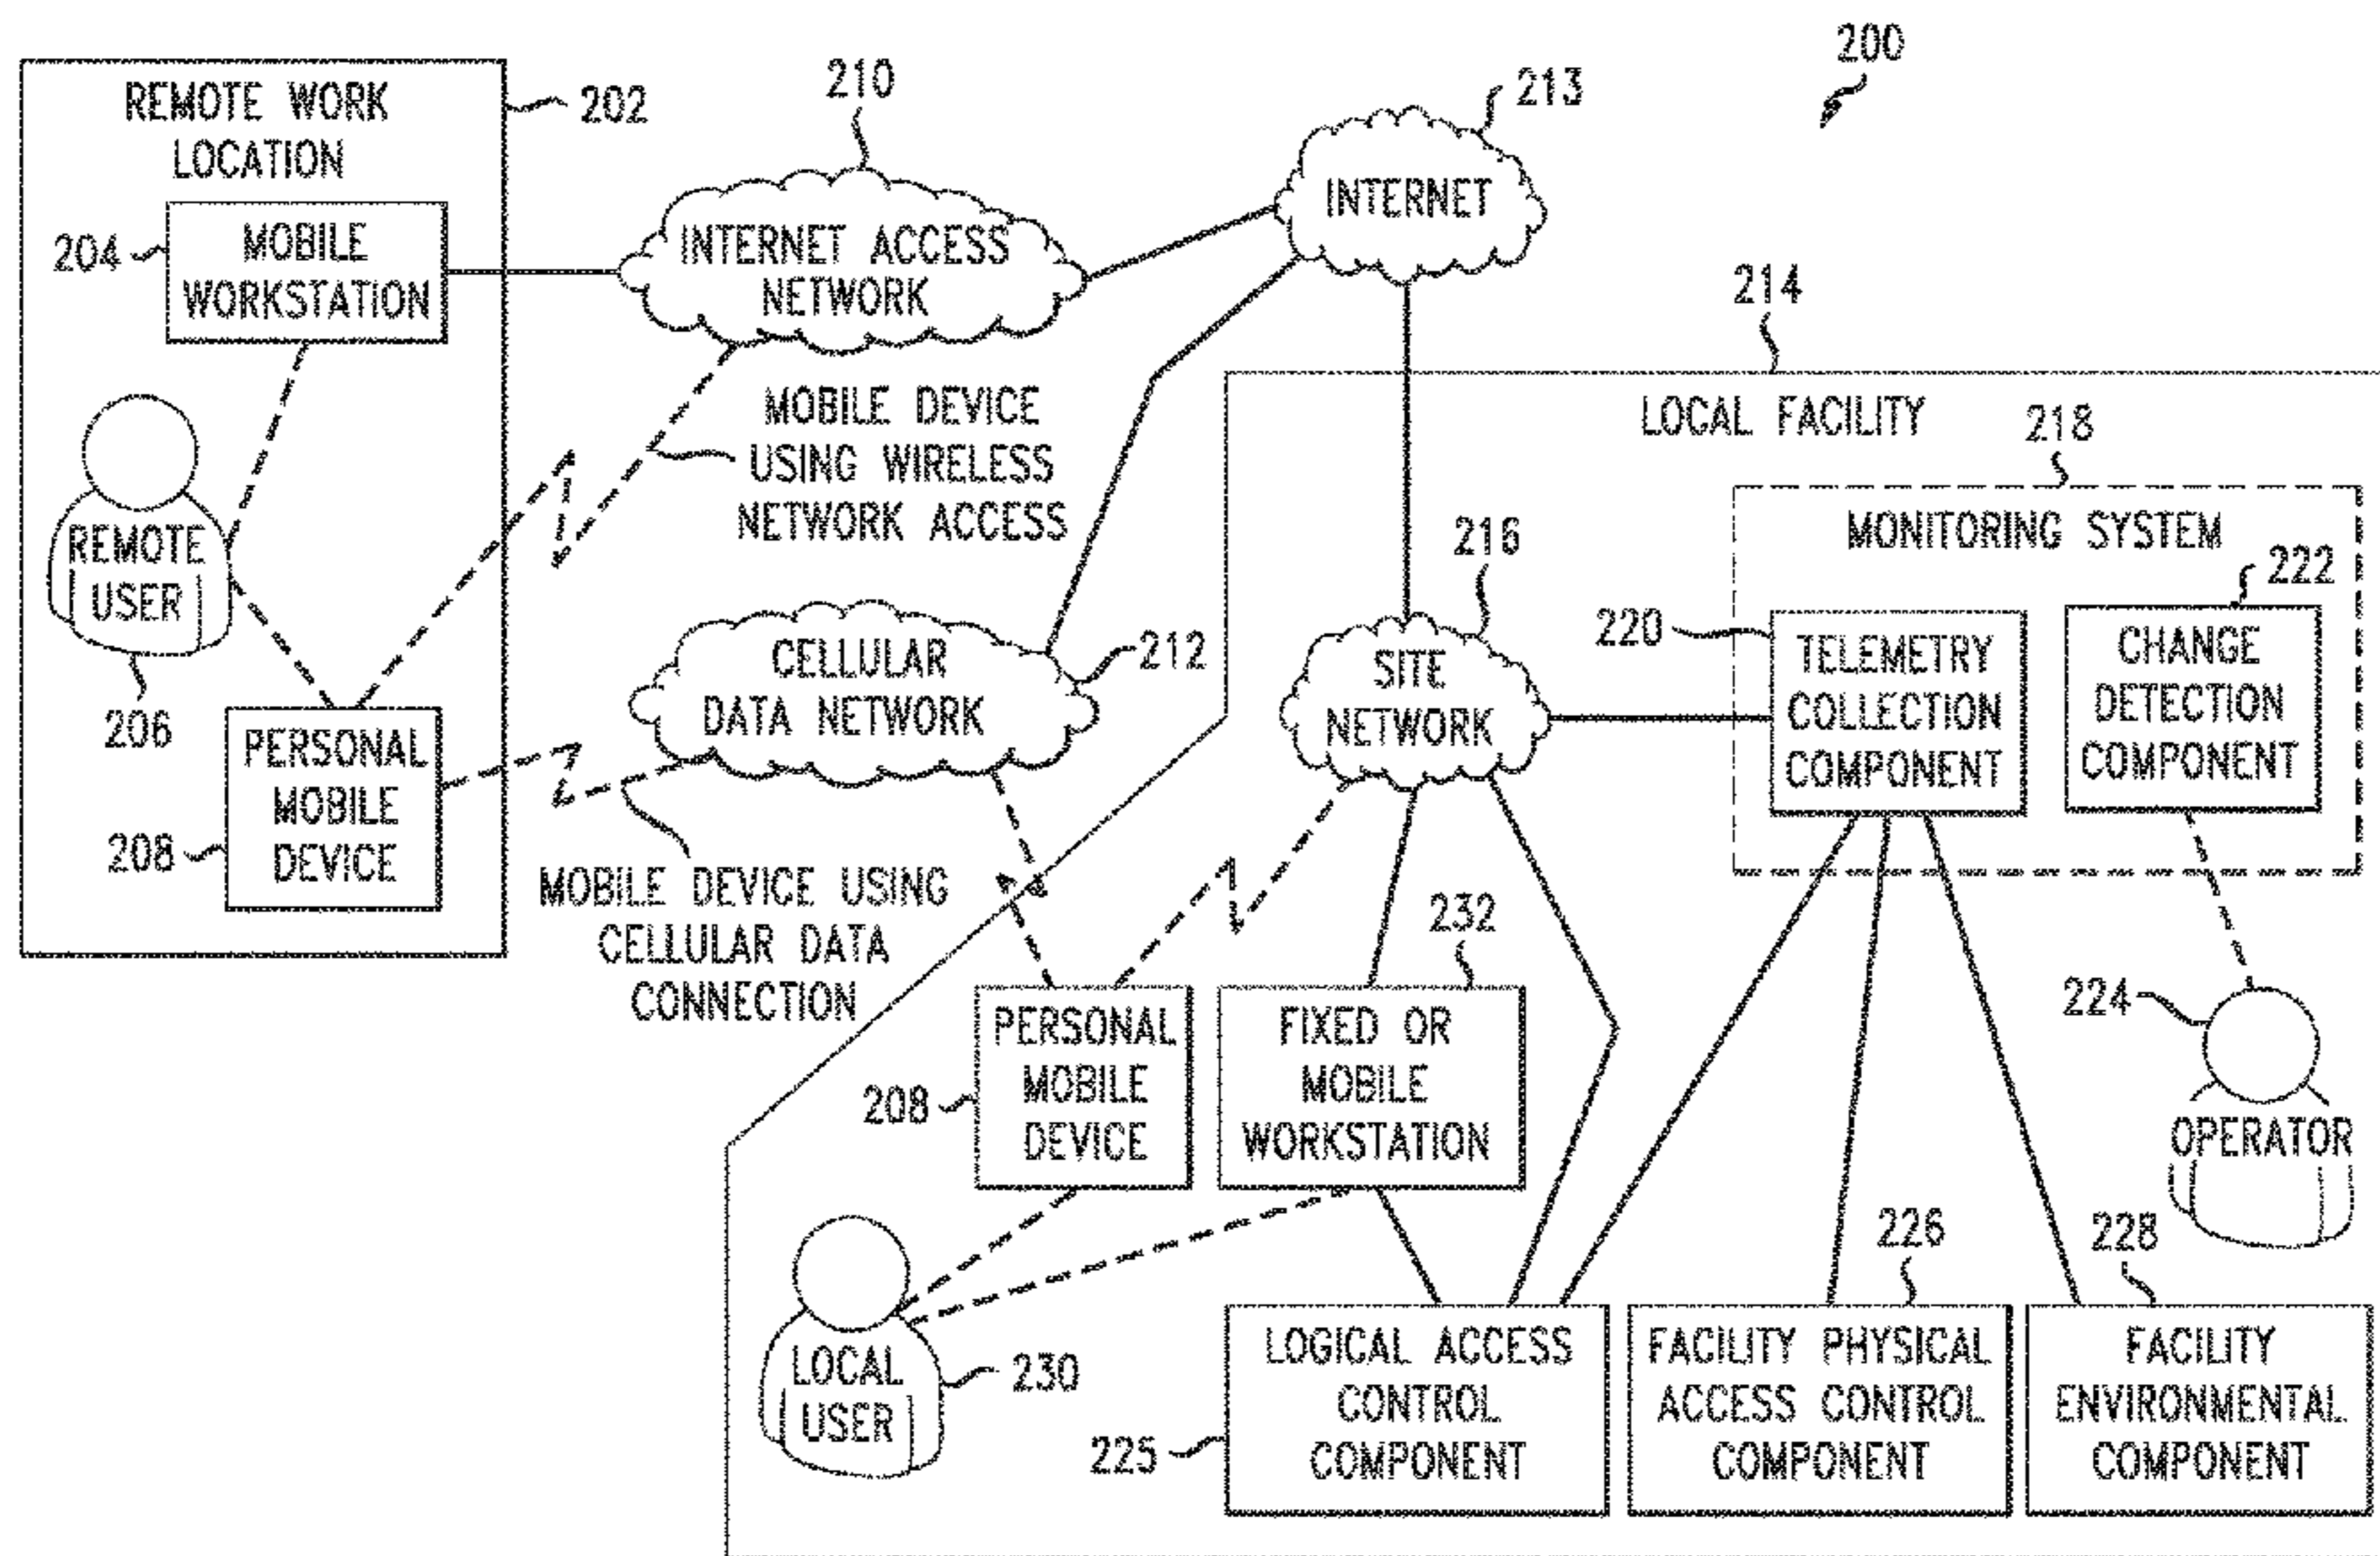 200
REMOTE WORK
LOCATION
202
204
MOBILE
WORKSTATION
REMOTE
USER
206
PERSONAL
MOBILE
DEVICE
208
210
INTERNET ACCESS
NETWORK
213
INTERNET
MOBILE DEVICE
USING WIRELESS
NETWORK ACCESS
CELLULAR
DATA NETWORK
212
MOBILE DEVICE USING
CELLULAR DATA
CONNECTION
214
LOCAL FACILITY
216
SITE
NETWORK
218
MONITORING SYSTEM
220
TELEMETRY
COLLECTION
COMPONENT
222
CHANGE
DETECTION
COMPONENT
224
OPERATOR
208
PERSONAL
MOBILE
DEVICE
232
FIXED OR
MOBILE
WORKSTATION
LOCAL
USER
230
225
LOGICAL ACCESS
CONTROL
COMPONENT
226
FACILITY PHYSICAL
ACCESS CONTROL
COMPONENT
228
FACILITY
ENVIRONMENTAL
COMPONENT